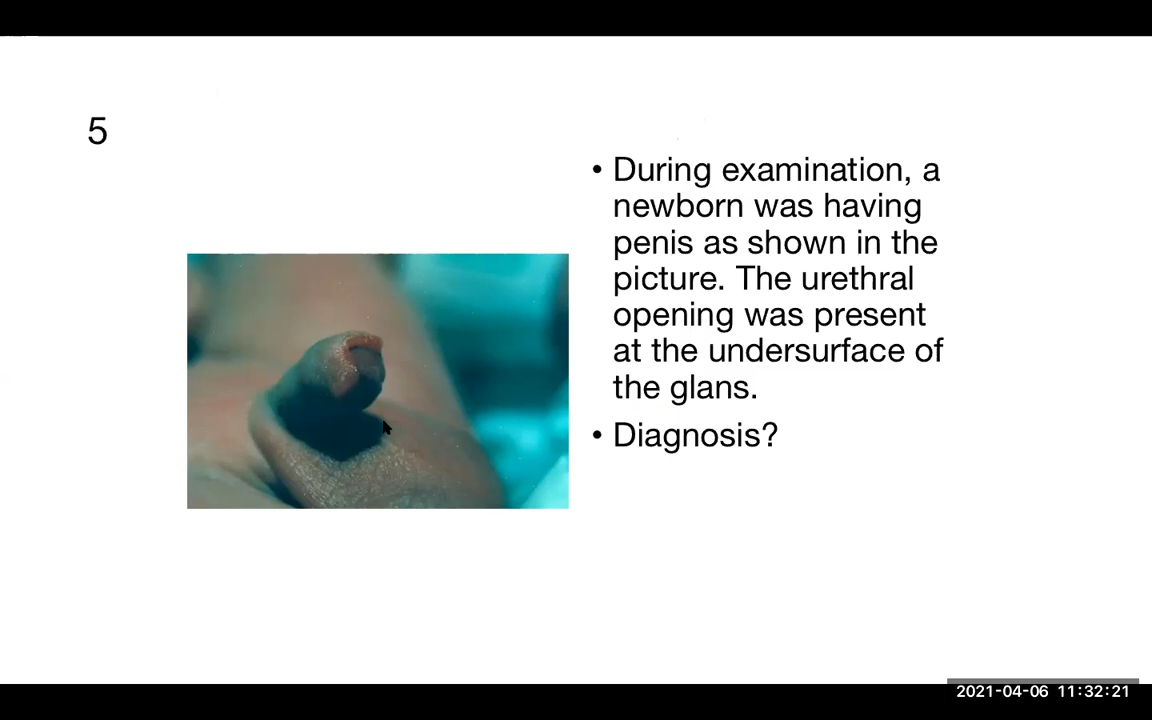 5
• During examination, a
newborn was having
penis as shown in the
picture. The urethral
opening was present
at the undersurface of
the glans.
• Diagnosis?
2021-04-06 11:32:21